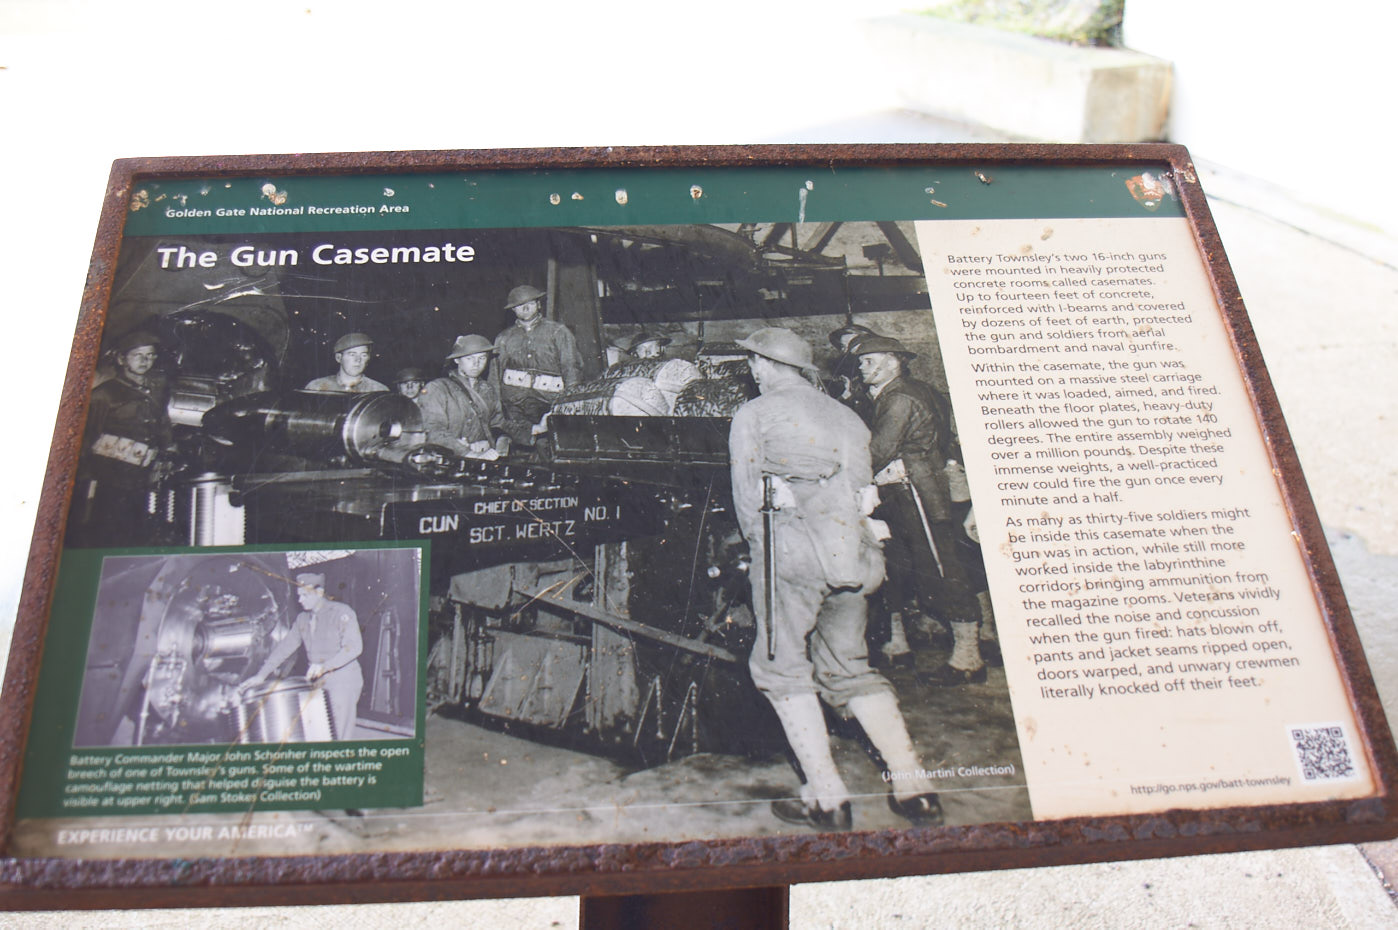 Golden Gate National Recreation Area
The Gun Casemate
Battery Townsley's two 16-inch guns
were mounted in heavily protected
concrete rooms called casemates.
Up to fourteen feet of concrete,
reinforced with I-beams and covered
by dozens of feet of earth, protected
the gun and soldiers from aerial
bombardment and naval gunfire.
Within the casemate, the gun was
mounted on a massive steel carriage
where it was loaded, aimed, and fired.
Beneath the floor plates, heavy-duty
rollers allowed the gun to rotate 140
degrees. The entire assembly weighed
over a million pounds. Despite these
immense weights, a well-practiced
crew could fire the gun once every
minute and a half.
As many as thirty-five soldiers might
be inside this casemate when the
gun was in action, while still more
worked inside the labyrinthine
corridors bringing ammunition from
the magazine rooms. Veterans vividly
recalled the noise and concussion
when the gun fired: hats blown off,
pants and jacket seams ripped open,
doors warped, and unwary crewmen
literally knocked off their feet.
CHIEF OF SECTION
GUN SGT. WERTZ NO. 1
Battery Commander Major John Schonher inspects the open
breech of one of Townsley's guns. Some of the wartime
camouflage netting that helped disguise the battery is
visible at upper right. (Sam Stokes Collection)
(John Martini Collection)
http://go.nps.gov/batt-townsley
EXPERIENCE YOUR AMERICA™